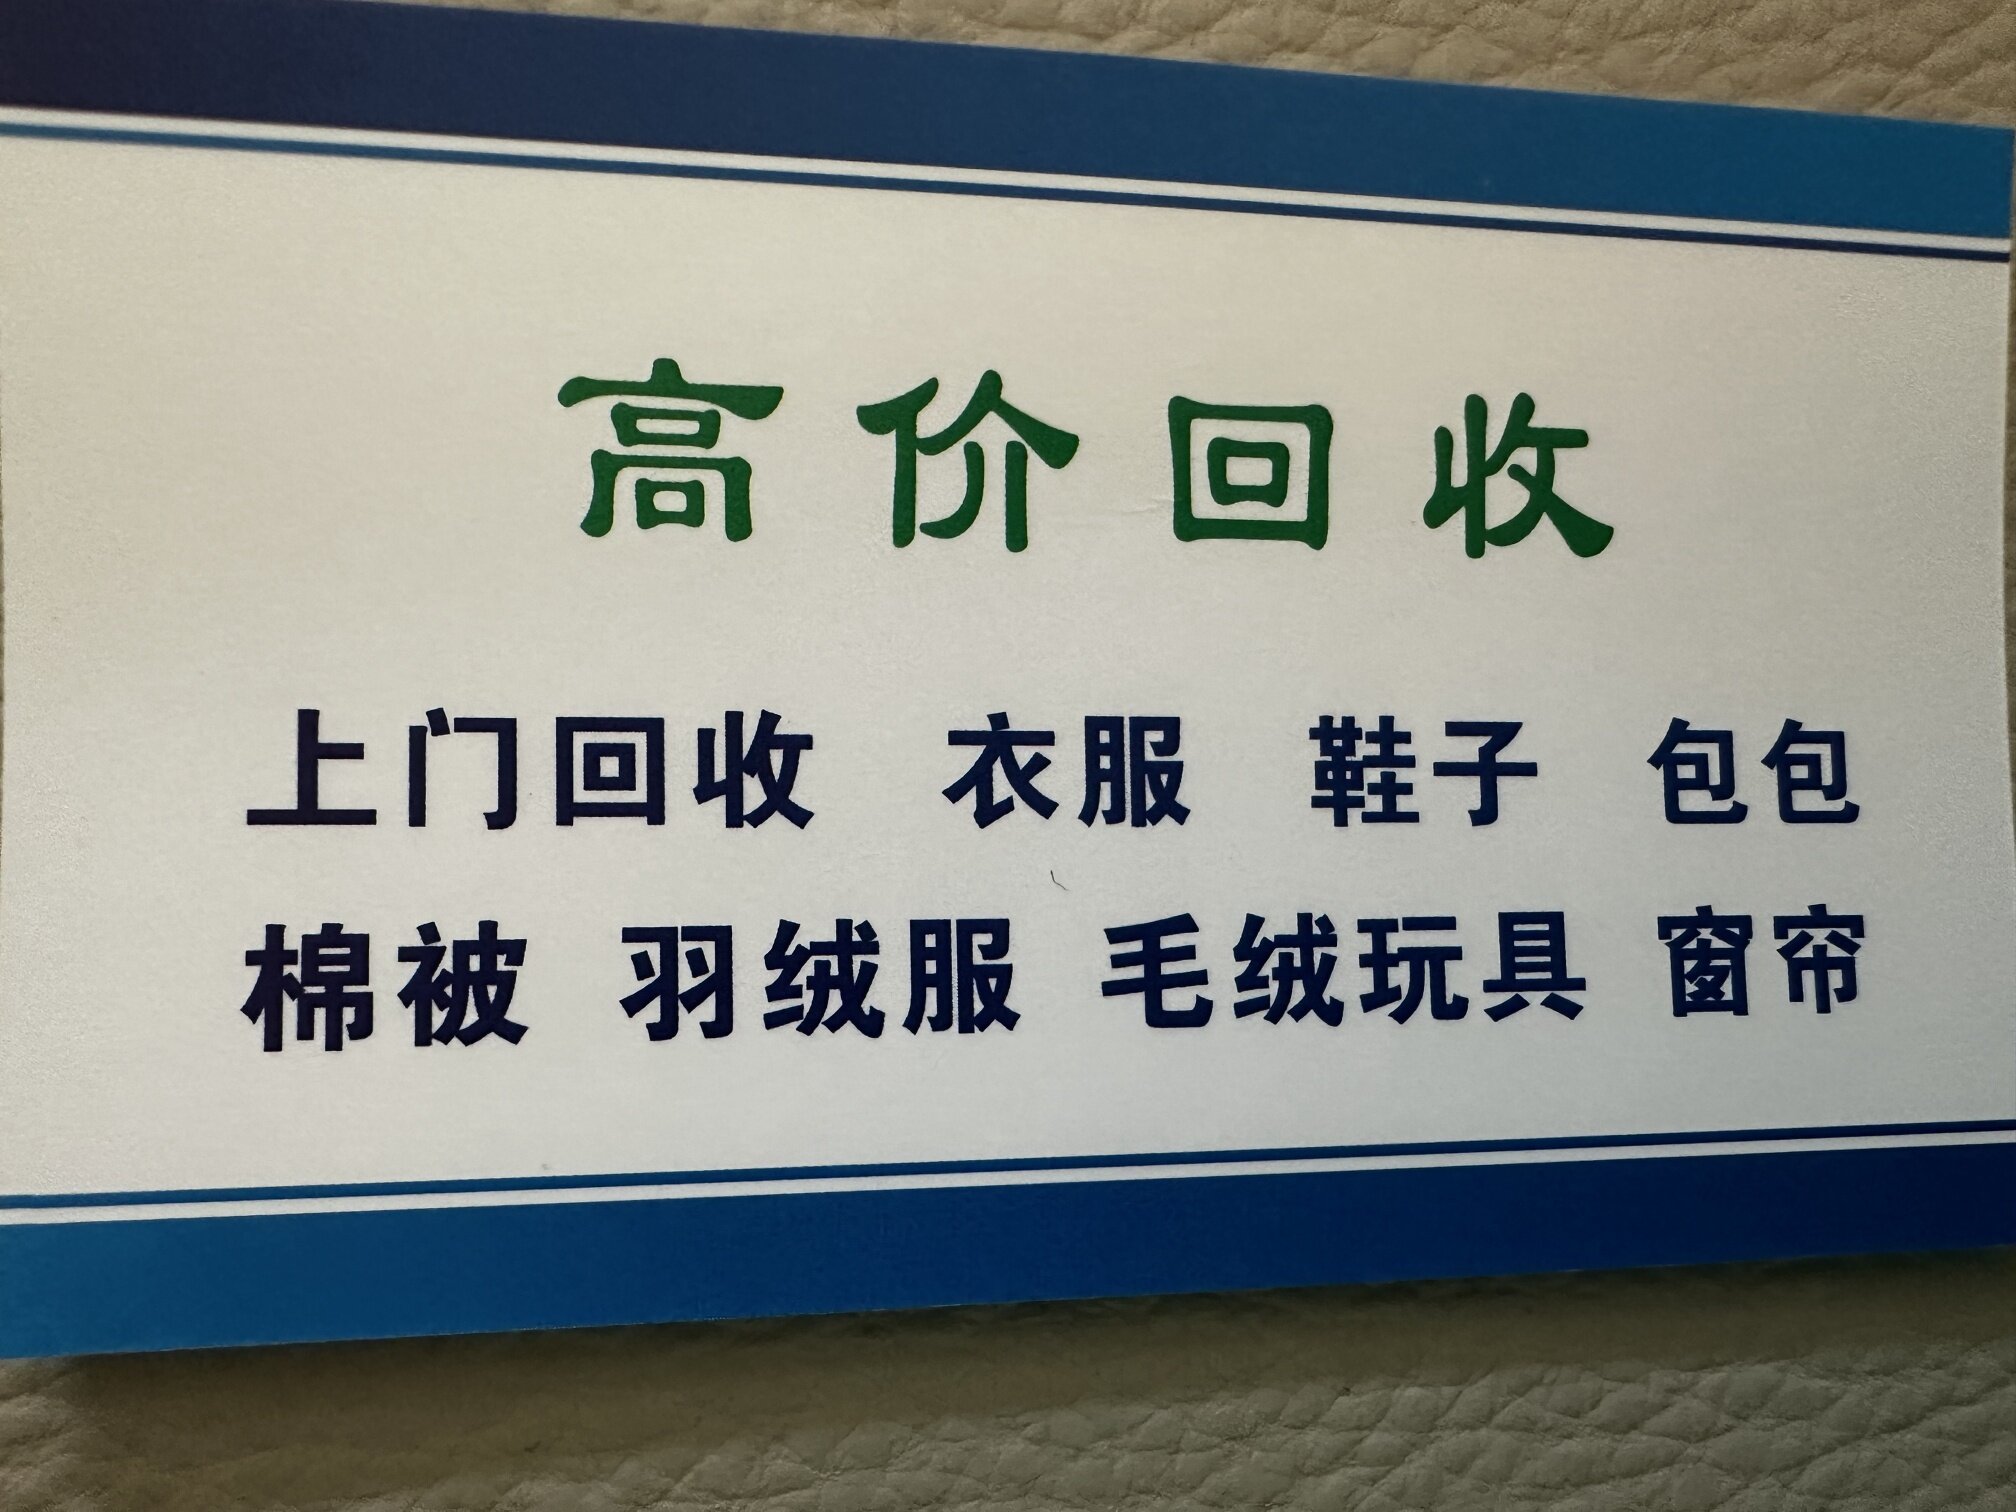 高价回收
上门回收 衣服 鞋子 包包
棉被 羽绒服 毛绒玩具 窗帘